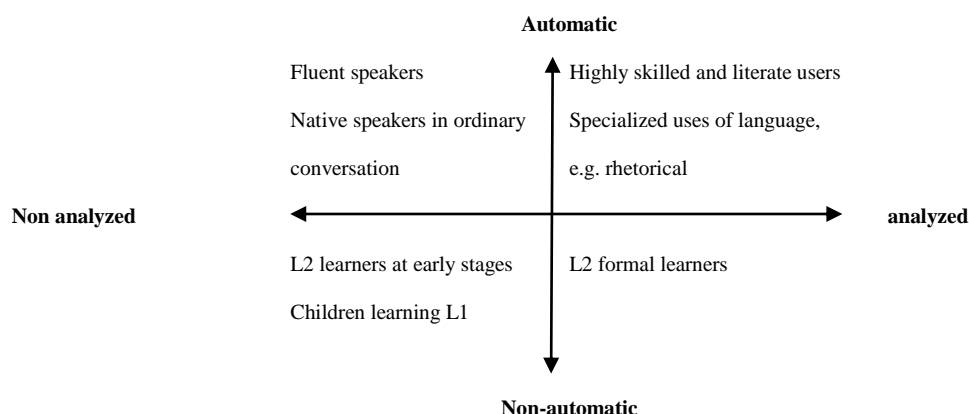 Automatic
Fluent speakers
Native speakers in ordinary
conversation
Highly skilled and literate users
Specialized uses of language,
e.g. rhetorical
Non analyzed
analyzed
L2 learners at early stages
Children learning L1
L2 formal learners
Non-automatic